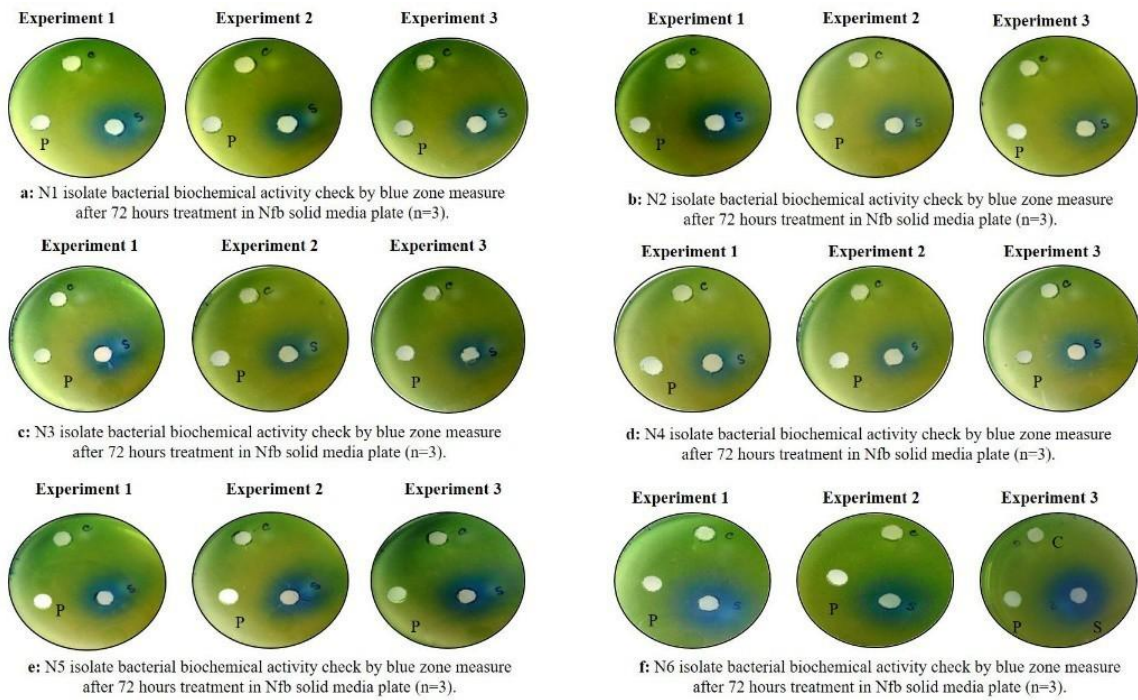 Experiment 1 Experiment 2 Experiment 3
c c c
S S S
P P P
a: N1 isolate bacterial biochemical activity check by blue zone measure
after 72 hours treatment in Nfb solid media plate (n=3).
Experiment 1 Experiment 2 Experiment 3
c c c
S S S
P P P
b: N2 isolate bacterial biochemical activity check by blue zone measure
after 72 hours treatment in Nfb solid media plate (n=3).
Experiment 1 Experiment 2 Experiment 3
c c c
S S S
P P P
c: N3 isolate bacterial biochemical activity check by blue zone measure
after 72 hours treatment in Nfb solid media plate (n=3).
Experiment 1 Experiment 2 Experiment 3
c c c
S S S
P P P
d: N4 isolate bacterial biochemical activity check by blue zone measure
after 72 hours treatment in Nfb solid media plate (n=3).
Experiment 1 Experiment 2 Experiment 3
c c c
S S S
P P P
e: N5 isolate bacterial biochemical activity check by blue zone measure
after 72 hours treatment in Nfb solid media plate (n=3).
Experiment 1 Experiment 2 Experiment 3
c c C
S S
P P P S
f: N6 isolate bacterial biochemical activity check by blue zone measure
after 72 hours treatment in Nfb solid media plate (n=3).